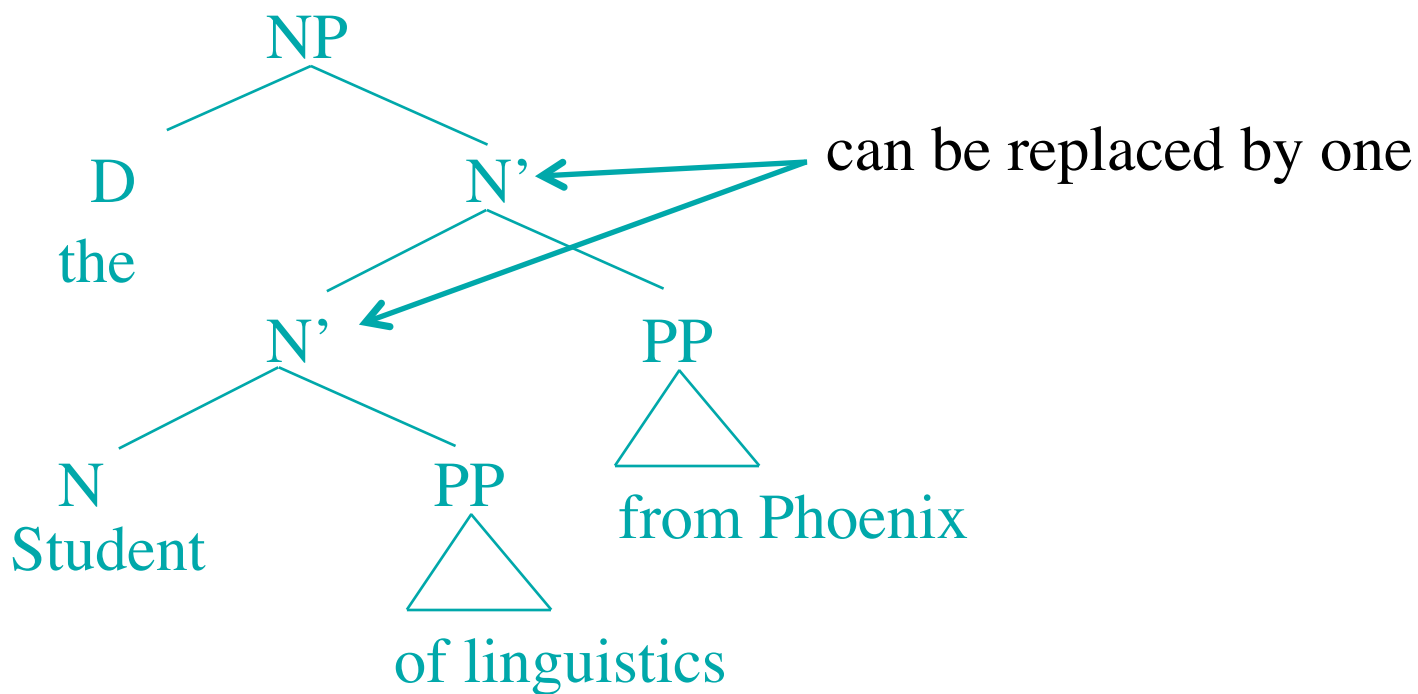 NP
can be replaced by one
D
N’
the
N’
PP
N
PP
from Phoenix
Student
of linguistics